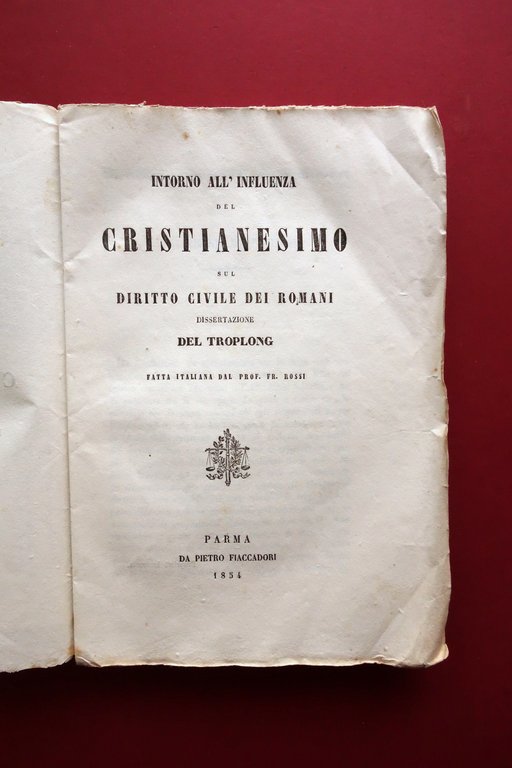 INTORNO ALL' INFLUENZA
DEL
CRISTIANESIMO
SUL
DIRITTO CIVILE DEI ROMANI
DISSERTAZIONE
DEL TROPLONG
FATTA ITALIANA DAL PROF. FR. ROSSI
PARMA
DA PIETRO FIACCADORI
1854